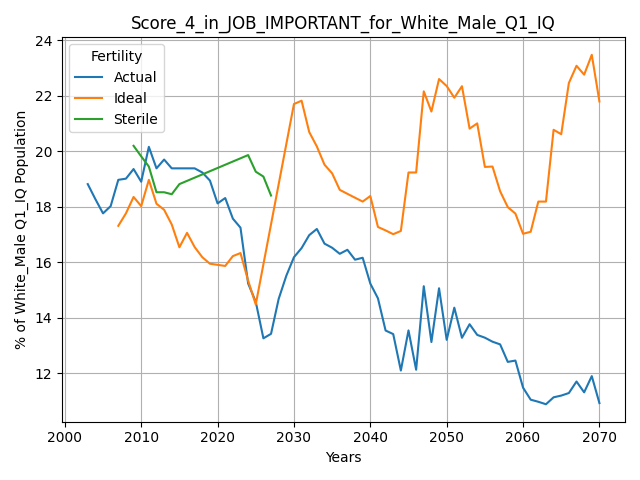 Score_4_in_JOB_IMPORTANT_for_White_Male_Q1_IQ
Fertility
Actual
Ideal
Sterile
% of White_Male Q1_IQ Population
24
22
20
18
16
14
12
2000 2010 2020 2030 2040 2050 2060 2070
Years